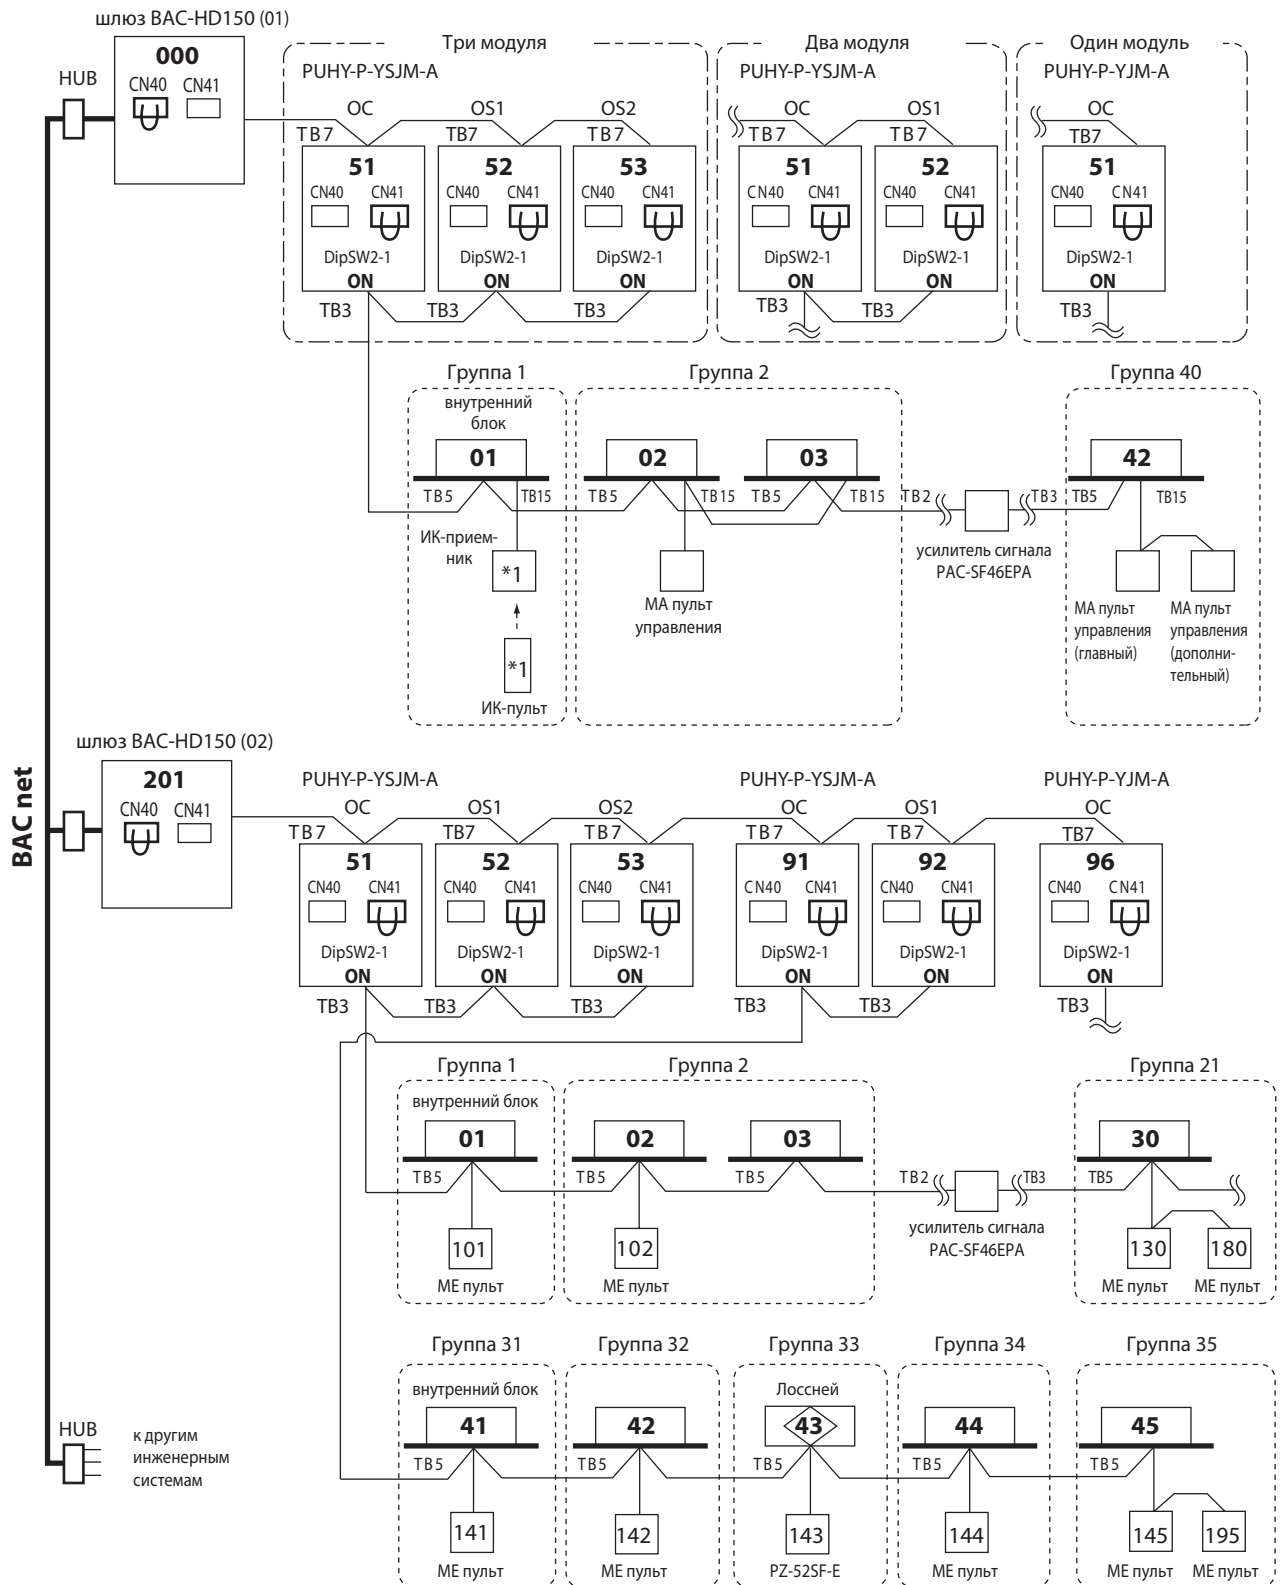 шлюз BAC-HD150 (01)
000
CN40 CN41
HUB
Три модуля
PUHY-P-YSJM-A
OC OS1 OS2
TB7 TB7 TB7
51 52 53
CN40 CN41 CN40 CN41 CN40 CN41
DipSW2-1 DipSW2-1 DipSW2-1
ON ON ON
TB3 TB3 TB3
Два модуля
PUHY-P-YSJM-A
OC OS1
TB7 TB7
51 52
CN40 CN41 CN40 CN41
DipSW2-1 DipSW2-1
ON ON
TB3 TB3
Один модуль
PUHY-P-YJM-A
OC
TB7
51
CN40 CN41
DipSW2-1
ON
TB3
Группа 1
внутренний
блок
01
TB5 TB15
ИК-прием-
ник
*1
*1
ИК-пульт
Группа 2
02 03
TB5 TB15 TB5 TB15
МА пульт
управления
TB2 TB3
усилитель сигнала
PAC-SF46EPA
Группа 40
42
TB5 TB15
МА пульт
управления
(главный)
МА пульт
управления
(дополни-
тельный)
BAC net
шлюз BAC-HD150 (02)
201
CN40 CN41
PUHY-P-YSJM-A
OC OS1 OS2
TB7 TB7 TB7
51 52 53
CN40 CN41 CN40 CN41 CN40 CN41
DipSW2-1 DipSW2-1 DipSW2-1
ON ON ON
TB3 TB3 TB3
PUHY-P-YSJM-A
OC OS1
TB7 TB7
91 92
CN40 CN41 CN40 CN41
DipSW2-1 DipSW2-1
ON ON
TB3 TB3
PUHY-P-YJM-A
OC
TB7
96
CN40 CN41
DipSW2-1
ON
TB3
Группа 1
внутренний блок
01
TB5
101
ME пульт
Группа 2
02 03
TB5 TB5
102
ME пульт
TB2 TB3
усилитель сигнала
PAC-SF46EPA
Группа 21
30
TB5
130 180
ME пульт ME пульт
Группа 31
внутренний блок
41
TB5
141
ME пульт
Группа 32
42
TB5
142
ME пульт
Группа 33
Лоссней
43
TB5
143
PZ-52SF-E
Группа 34
44
TB5
144
ME пульт
Группа 35
45
TB5
145 195
ME пульт ME пульт
HUB
к другим
инженерным
системам